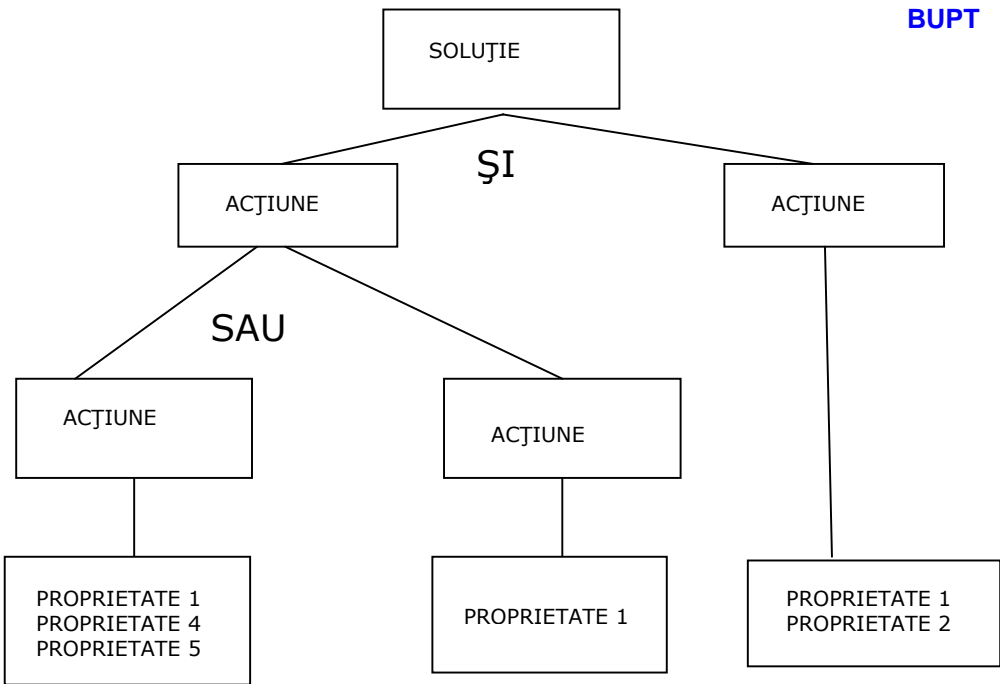 BUPT
SOLUŢIE
ŞI
ACŢIUNE
ACŢIUNE
SAU
ACŢIUNE
ACŢIUNE
PROPRIETATE 1
PROPRIETATE 4
PROPRIETATE 5
PROPRIETATE 1
PROPRIETATE 1
PROPRIETATE 2